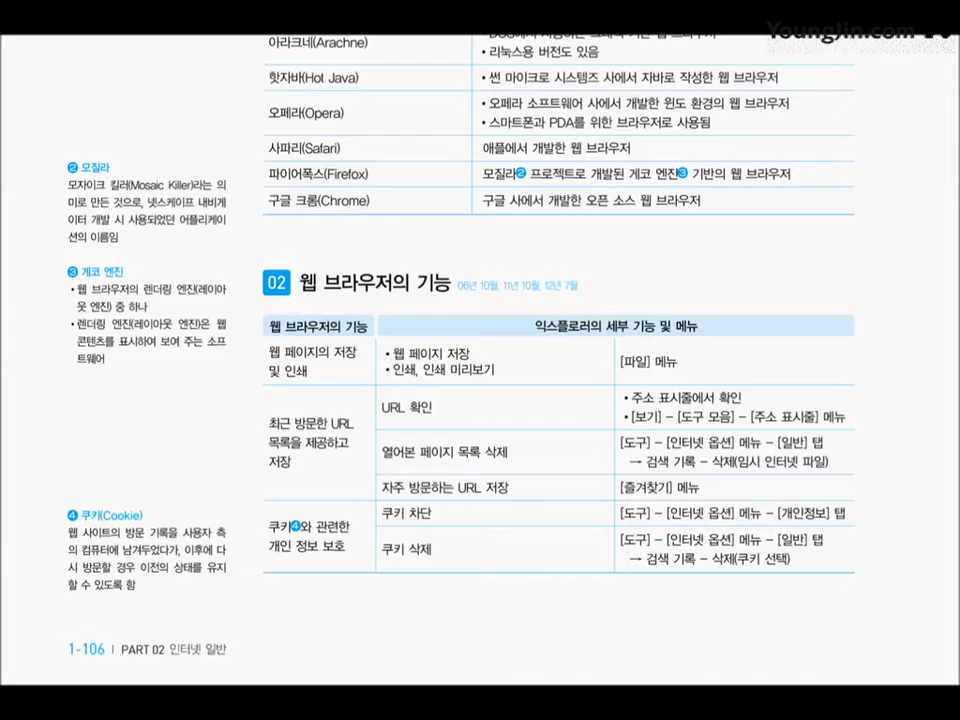 YoungJin.com
아라크네(Arachne)
• 리눅스용 버전도 있음
핫자바(Hot Java)
• 썬 마이크로 시스템즈 사에서 자바로 작성한 웹 브라우저
오페라(Opera)
• 오페라 소프트웨어 사에서 개발한 윈도 환경의 웹 브라우저
• 스마트폰과 PDA를 위한 브라우저로 사용됨
사파리(Safari)
애플에서 개발한 웹 브라우저
파이어폭스(Firefox)
모질라❷ 프로젝트로 개발된 게코 엔진❸ 기반의 웹 브라우저
구글 크롬(Chrome)
구글 사에서 개발한 오픈 소스 웹 브라우저
❷ 모질라
모자이크 킬러(Mosaic Killer)라는 의
미로 만든 것으로, 넷스케이프 내비게
이터 개발 시 사용되었던 어플리케이
션의 이름임
❸ 게코 엔진
• 웹 브라우저의 렌더링 엔진(레이아
웃 엔진) 중 하나
• 렌더링 엔진(레이아웃 엔진)은 웹
콘텐츠를 표시하여 보여 주는 소프
트웨어
02 웹 브라우저의 기능 06년 10월, 11년 10월, 12년 7월
웹 브라우저의 기능
익스플로러의 세부 기능 및 메뉴
웹 페이지의 저장
및 인쇄
• 웹 페이지 저장
• 인쇄, 인쇄 미리보기
[파일] 메뉴
최근 방문한 URL
목록을 제공하고
저장
URL 확인
• 주소 표시줄에서 확인
• [보기] – [도구 모음] – [주소 표시줄] 메뉴
열어본 페이지 목록 삭제
[도구] – [인터넷 옵션] 메뉴 – [일반] 탭
→ 검색 기록 – 삭제(임시 인터넷 파일)
자주 방문하는 URL 저장
[즐겨찾기] 메뉴
쿠키❹와 관련한
개인 정보 보호
쿠키 차단
[도구] – [인터넷 옵션] 메뉴 – [개인정보] 탭
쿠키 삭제
[도구] – [인터넷 옵션] 메뉴 – [일반] 탭
→ 검색 기록 – 삭제(쿠키 선택)
❹ 쿠키(Cookie)
웹 사이트의 방문 기록을 사용자 측
의 컴퓨터에 남겨두었다가, 이후에 다
시 방문할 경우 이전의 상태를 유지
할 수 있도록 함
1-106 | PART 02 인터넷 일반